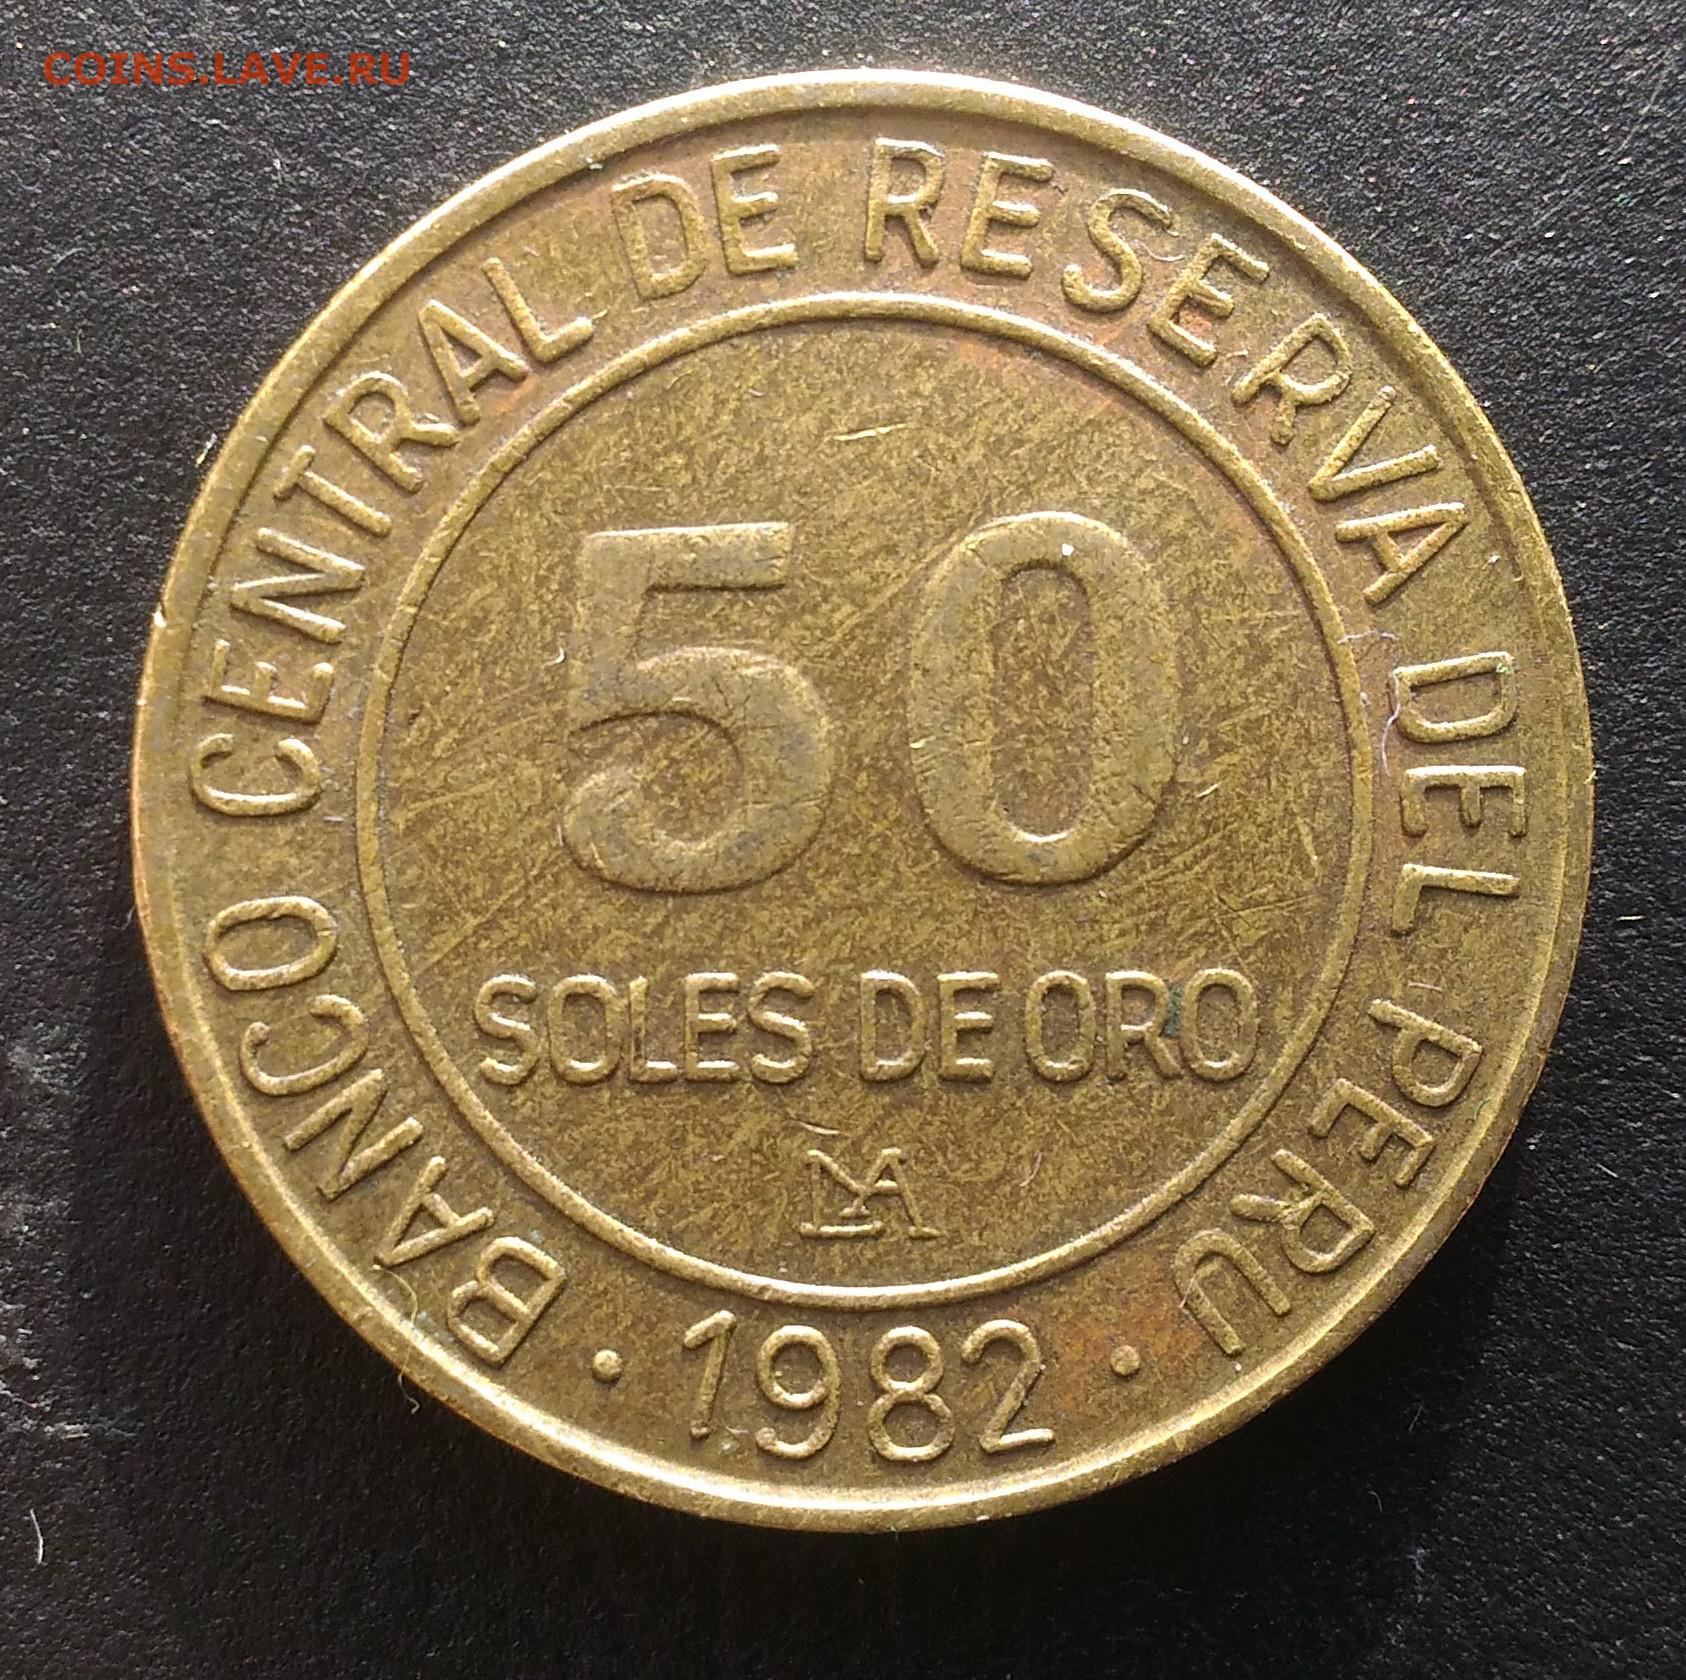 COINS.LAVE.RU
BANCO CENTRAL DE RESERVA DEL PERU
50
SOLES DE ORO
LMA
· 1982 ·